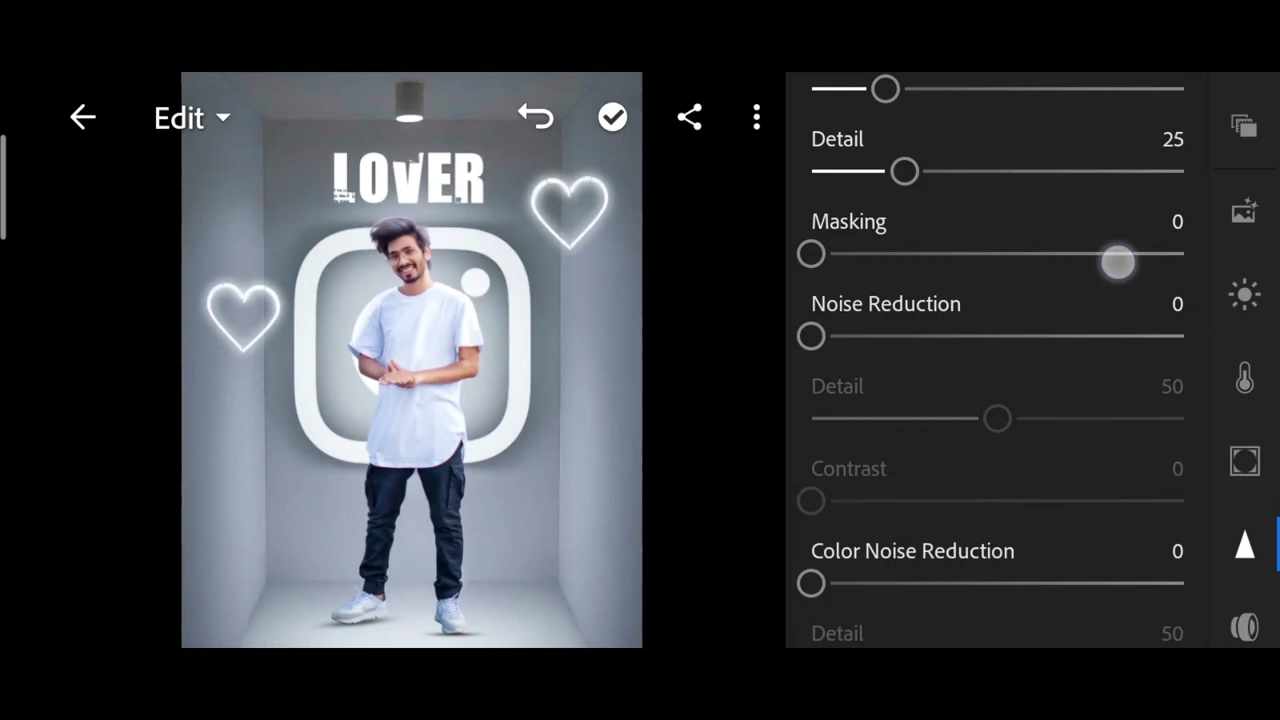 Edit
LOVER
Detail 25
Masking 0
Noise Reduction 0
Detail 50
Contrast 0
Color Noise Reduction 0
Detail 50